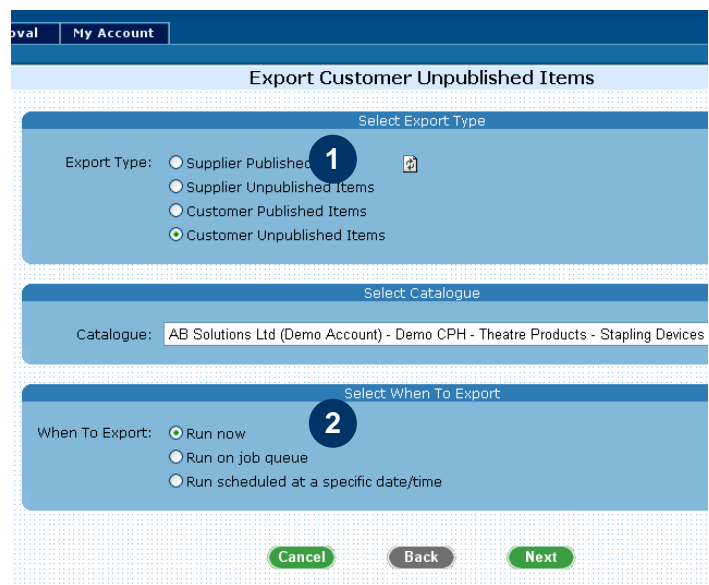 oval My Account
Export Customer Unpublished Items
Select Export Type
Export Type: Supplier Published
1
Supplier Unpublished Items
Customer Published Items
Customer Unpublished Items
Select Catalogue
Catalogue: AB Solutions Ltd (Demo Account) - Demo CPH - Theatre Products - Stapling Devices
Select When To Export
2
When To Export: Run now
Run on job queue
Run scheduled at a specific date/time
Cancel Back Next